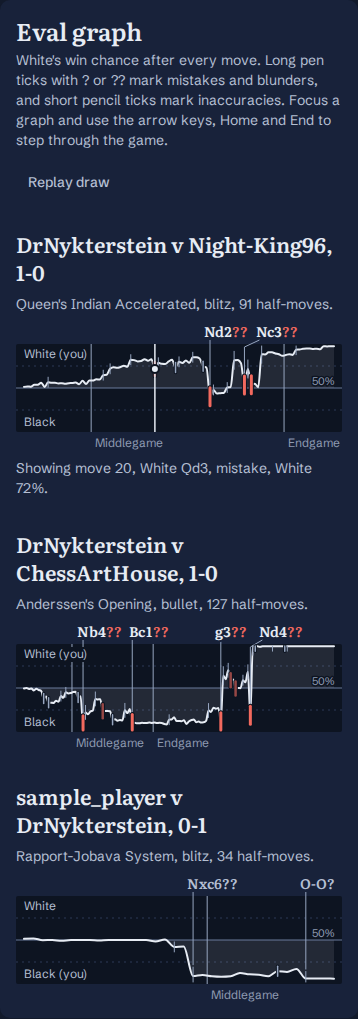 Eval graph
White's win chance after every move. Long pen
ticks with ? or ?? mark mistakes and blunders,
and short pencil ticks mark inaccuracies. Focus a
graph and use the arrow keys, Home and End to
step through the game.
Replay draw
DrNykterstein v Night-King96,
1-0
Queen's Indian Accelerated, blitz, 91 half-moves.
Nd2?? Nc3??
White (you)
50%
Black
Middlegame Endgame
Showing move 20, White Qd3, mistake, White
72%.
DrNykterstein v
ChessArtHouse, 1-0
Anderssen's Opening, bullet, 127 half-moves.
Nb4?? Bc1?? g3?? Nd4??
White (you)
50%
Black
Middlegame Endgame
sample_player v
DrNykterstein, 0-1
Rapport-Jobava System, blitz, 34 half-moves.
Nxc6?? O-O?
White
50%
Black (you)
Middlegame